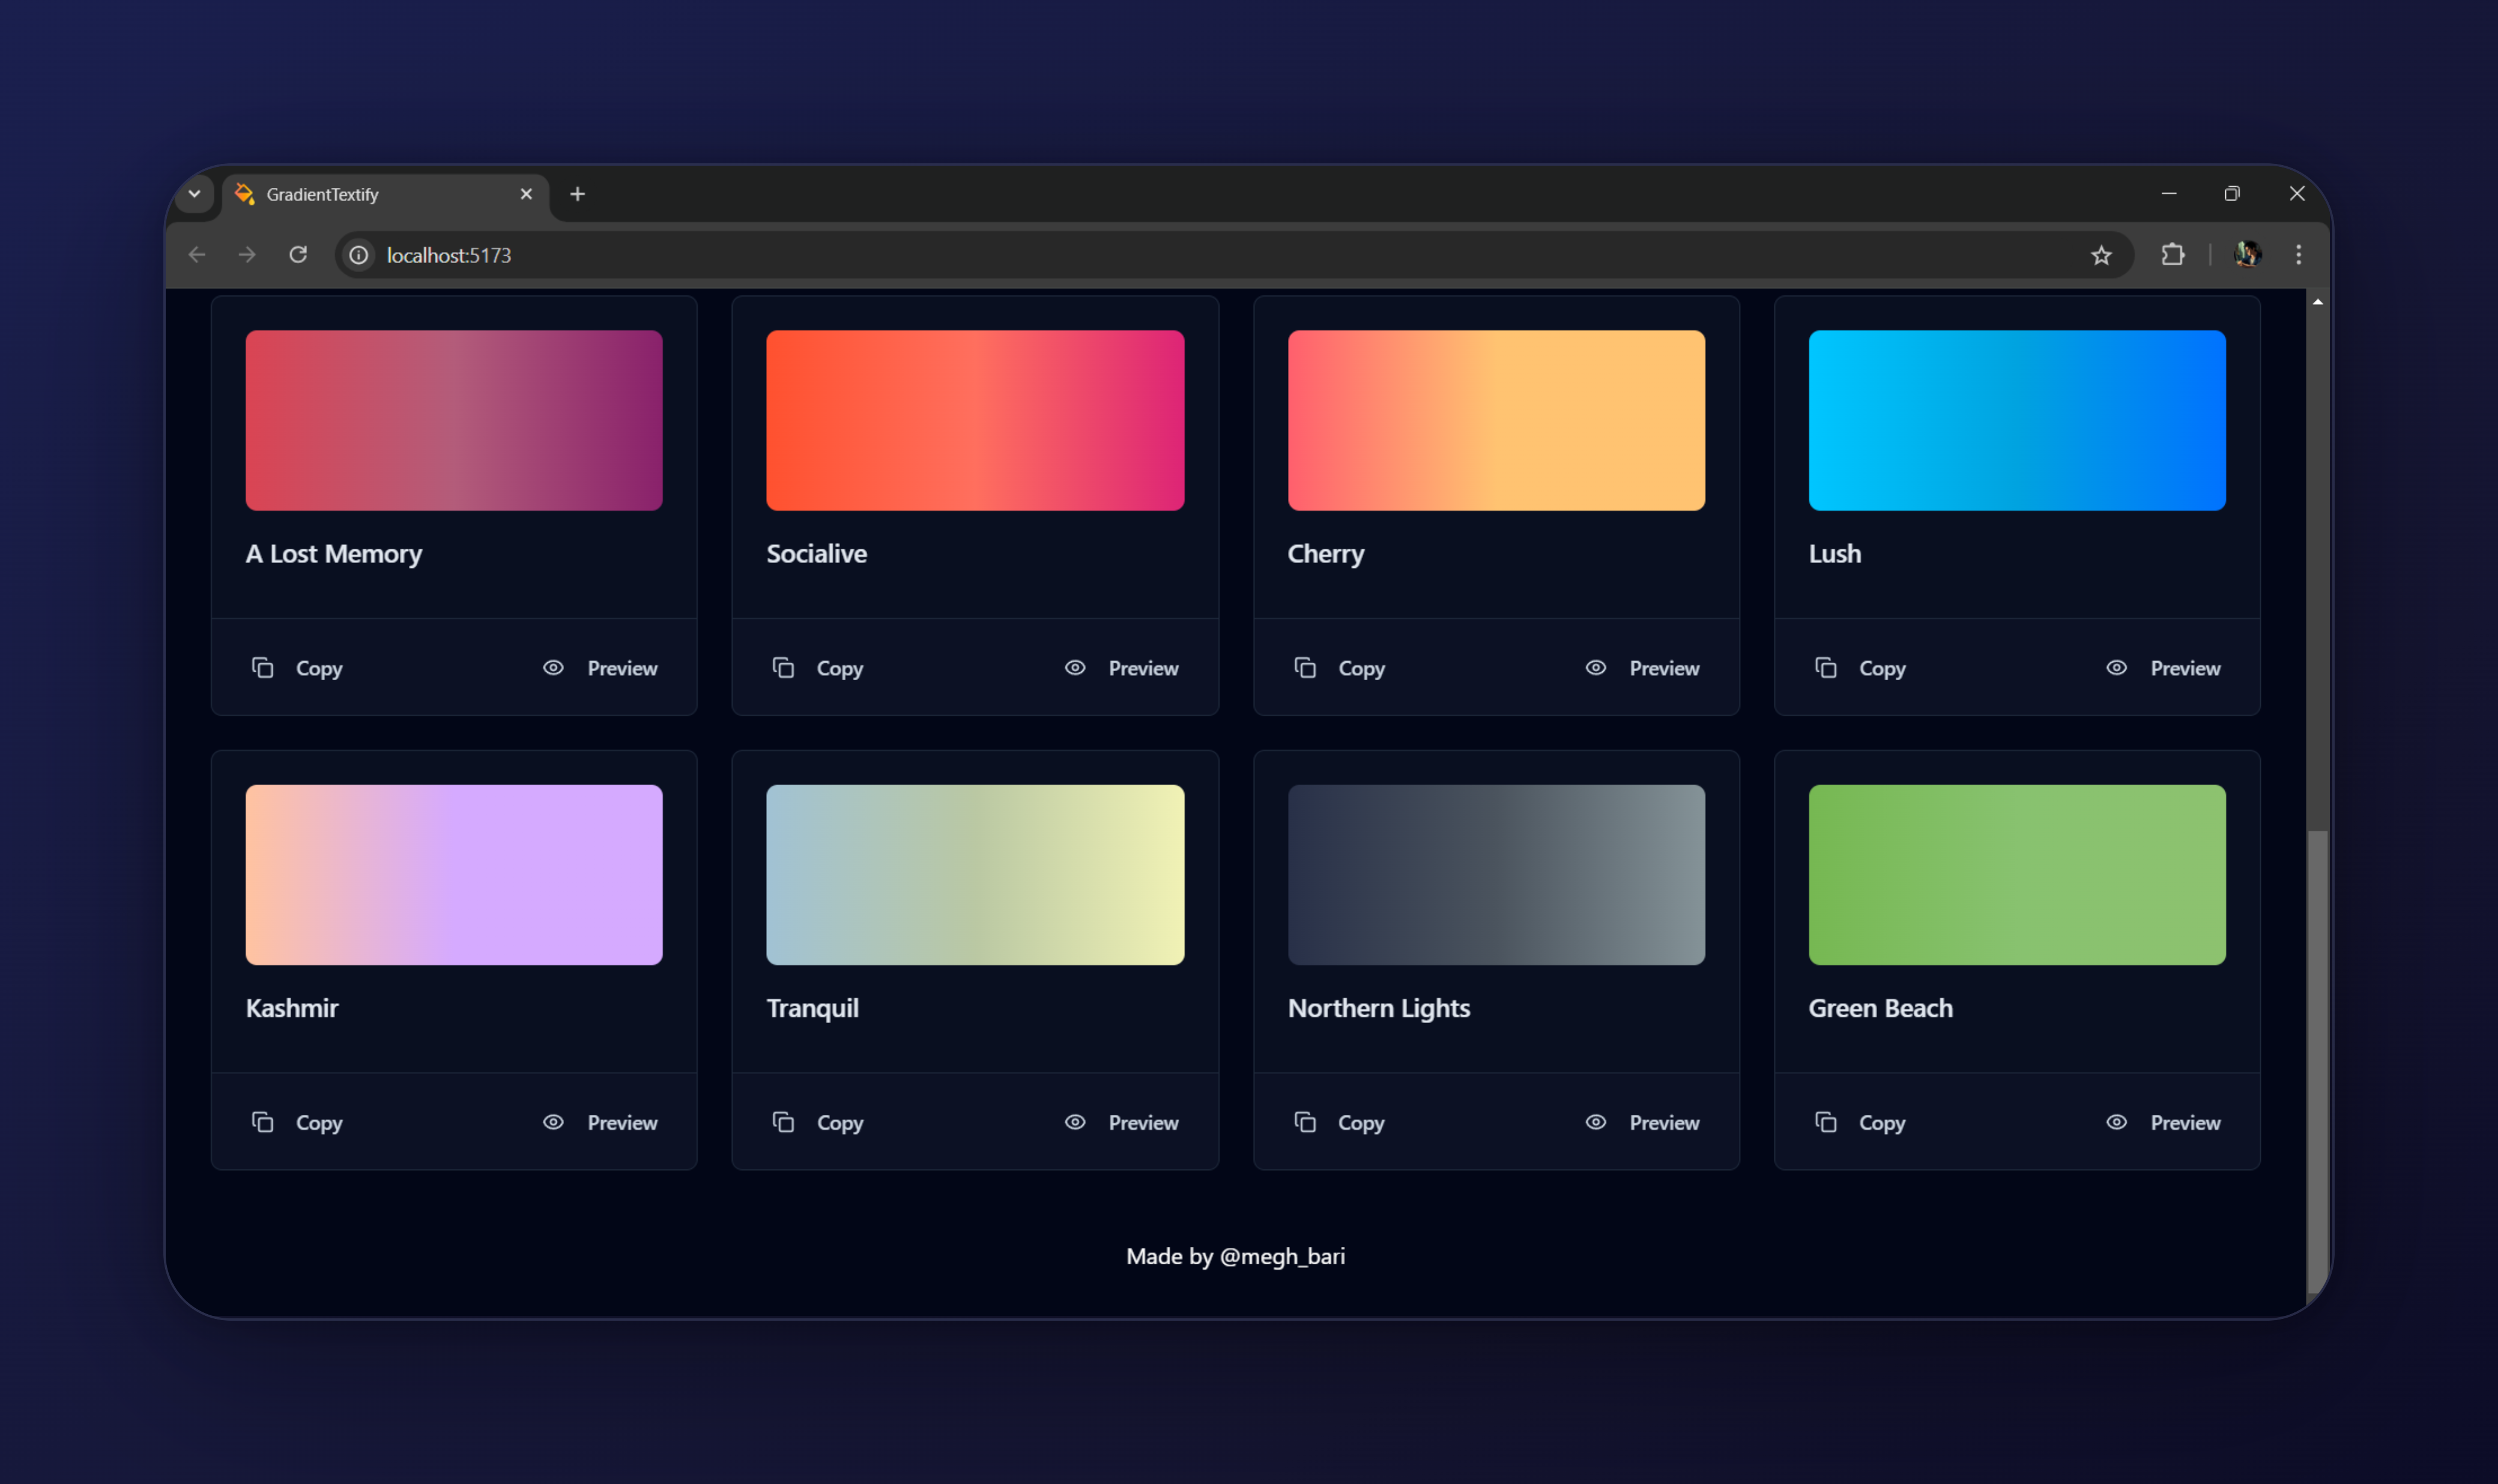 GradientTextify
localhost:5173
A Lost Memory
Socialive
Cherry
Lush
Copy
Preview
Copy
Preview
Copy
Preview
Copy
Preview
Kashmir
Tranquil
Northern Lights
Green Beach
Copy
Preview
Copy
Preview
Copy
Preview
Copy
Preview
Made by @megh_bari